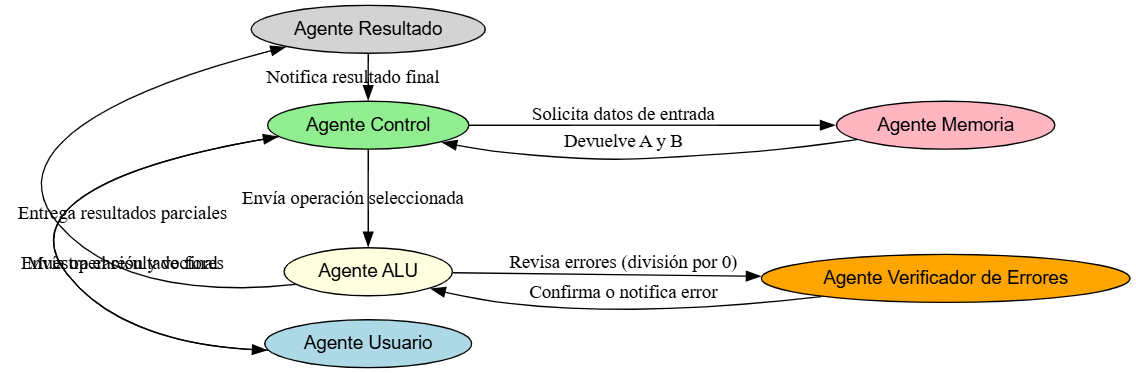 Agente Resultado
Notifica resultado final
Agente Control
Solicita datos de entrada
Agente Memoria
Devuelve A y B
Envía operación seleccionada
Entrega resultados parciales
Envía operación y vectores
Muestra el resultado final
Agente ALU
Revisa errores (división por 0)
Agente Verificador de Errores
Confirma o notifica error
Agente Usuario